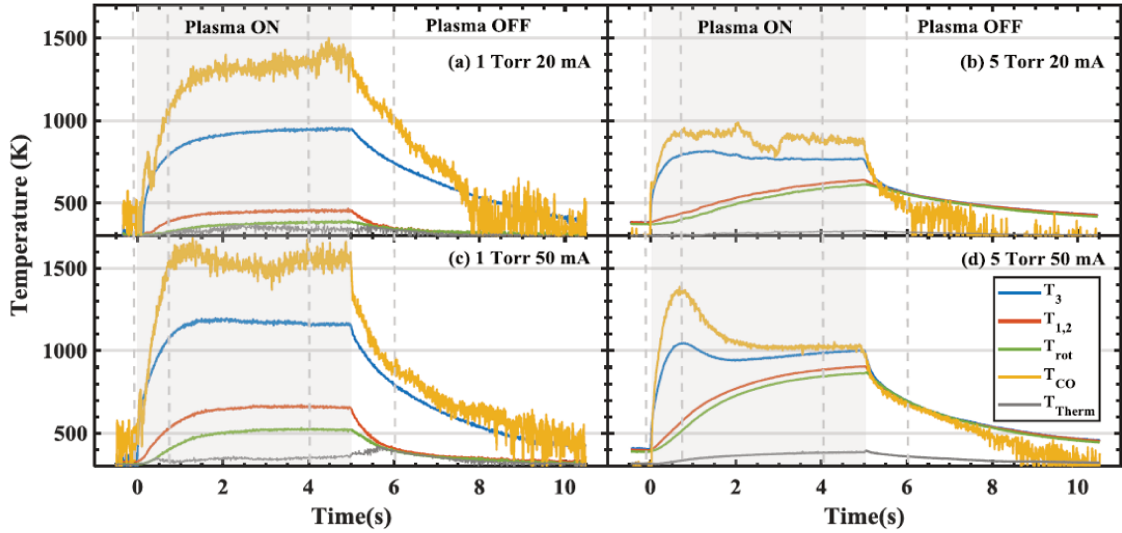 Plasma ON
Plasma OFF
(a) 1 Torr 20 mA
1500
1000
500
Plasma ON
Plasma OFF
(b) 5 Torr 20 mA
(c) 1 Torr 50 mA
1500
1000
500
0
2
4
6
8
10
Time(s)
(d) 5 Torr 50 mA
T3
T1,2
Trot
TCO
TTherm
0
2
4
6
8
10
Time(s)
Temperature (K)